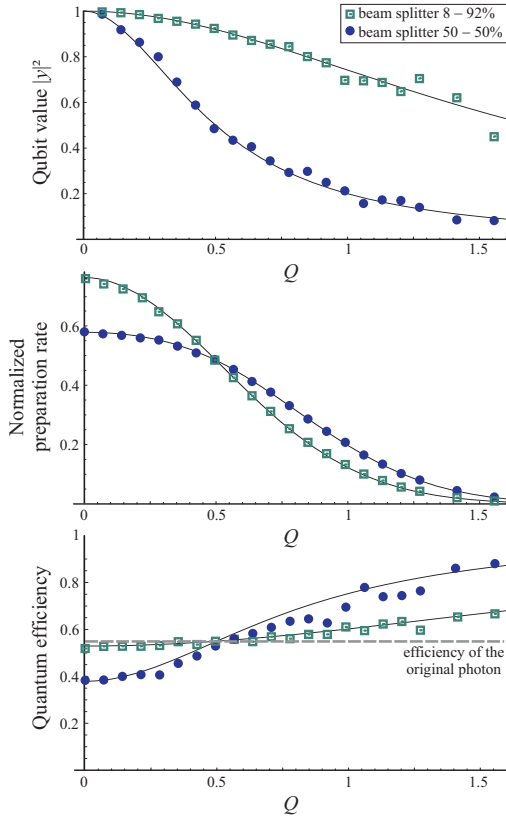 beam splitter 8 – 92%
beam splitter 50 – 50%
Qubit value |y|²
1
0.8
0.6
0.4
0.2
0
0.5
1
1.5
Q
Normalized
preparation rate
0.6
0.4
0.2
0
0.5
1
1.5
Q
Quantum efficiency
1
0.8
0.6
0.4
0.2
efficiency of the
original photon
0
0.5
1
1.5
Q